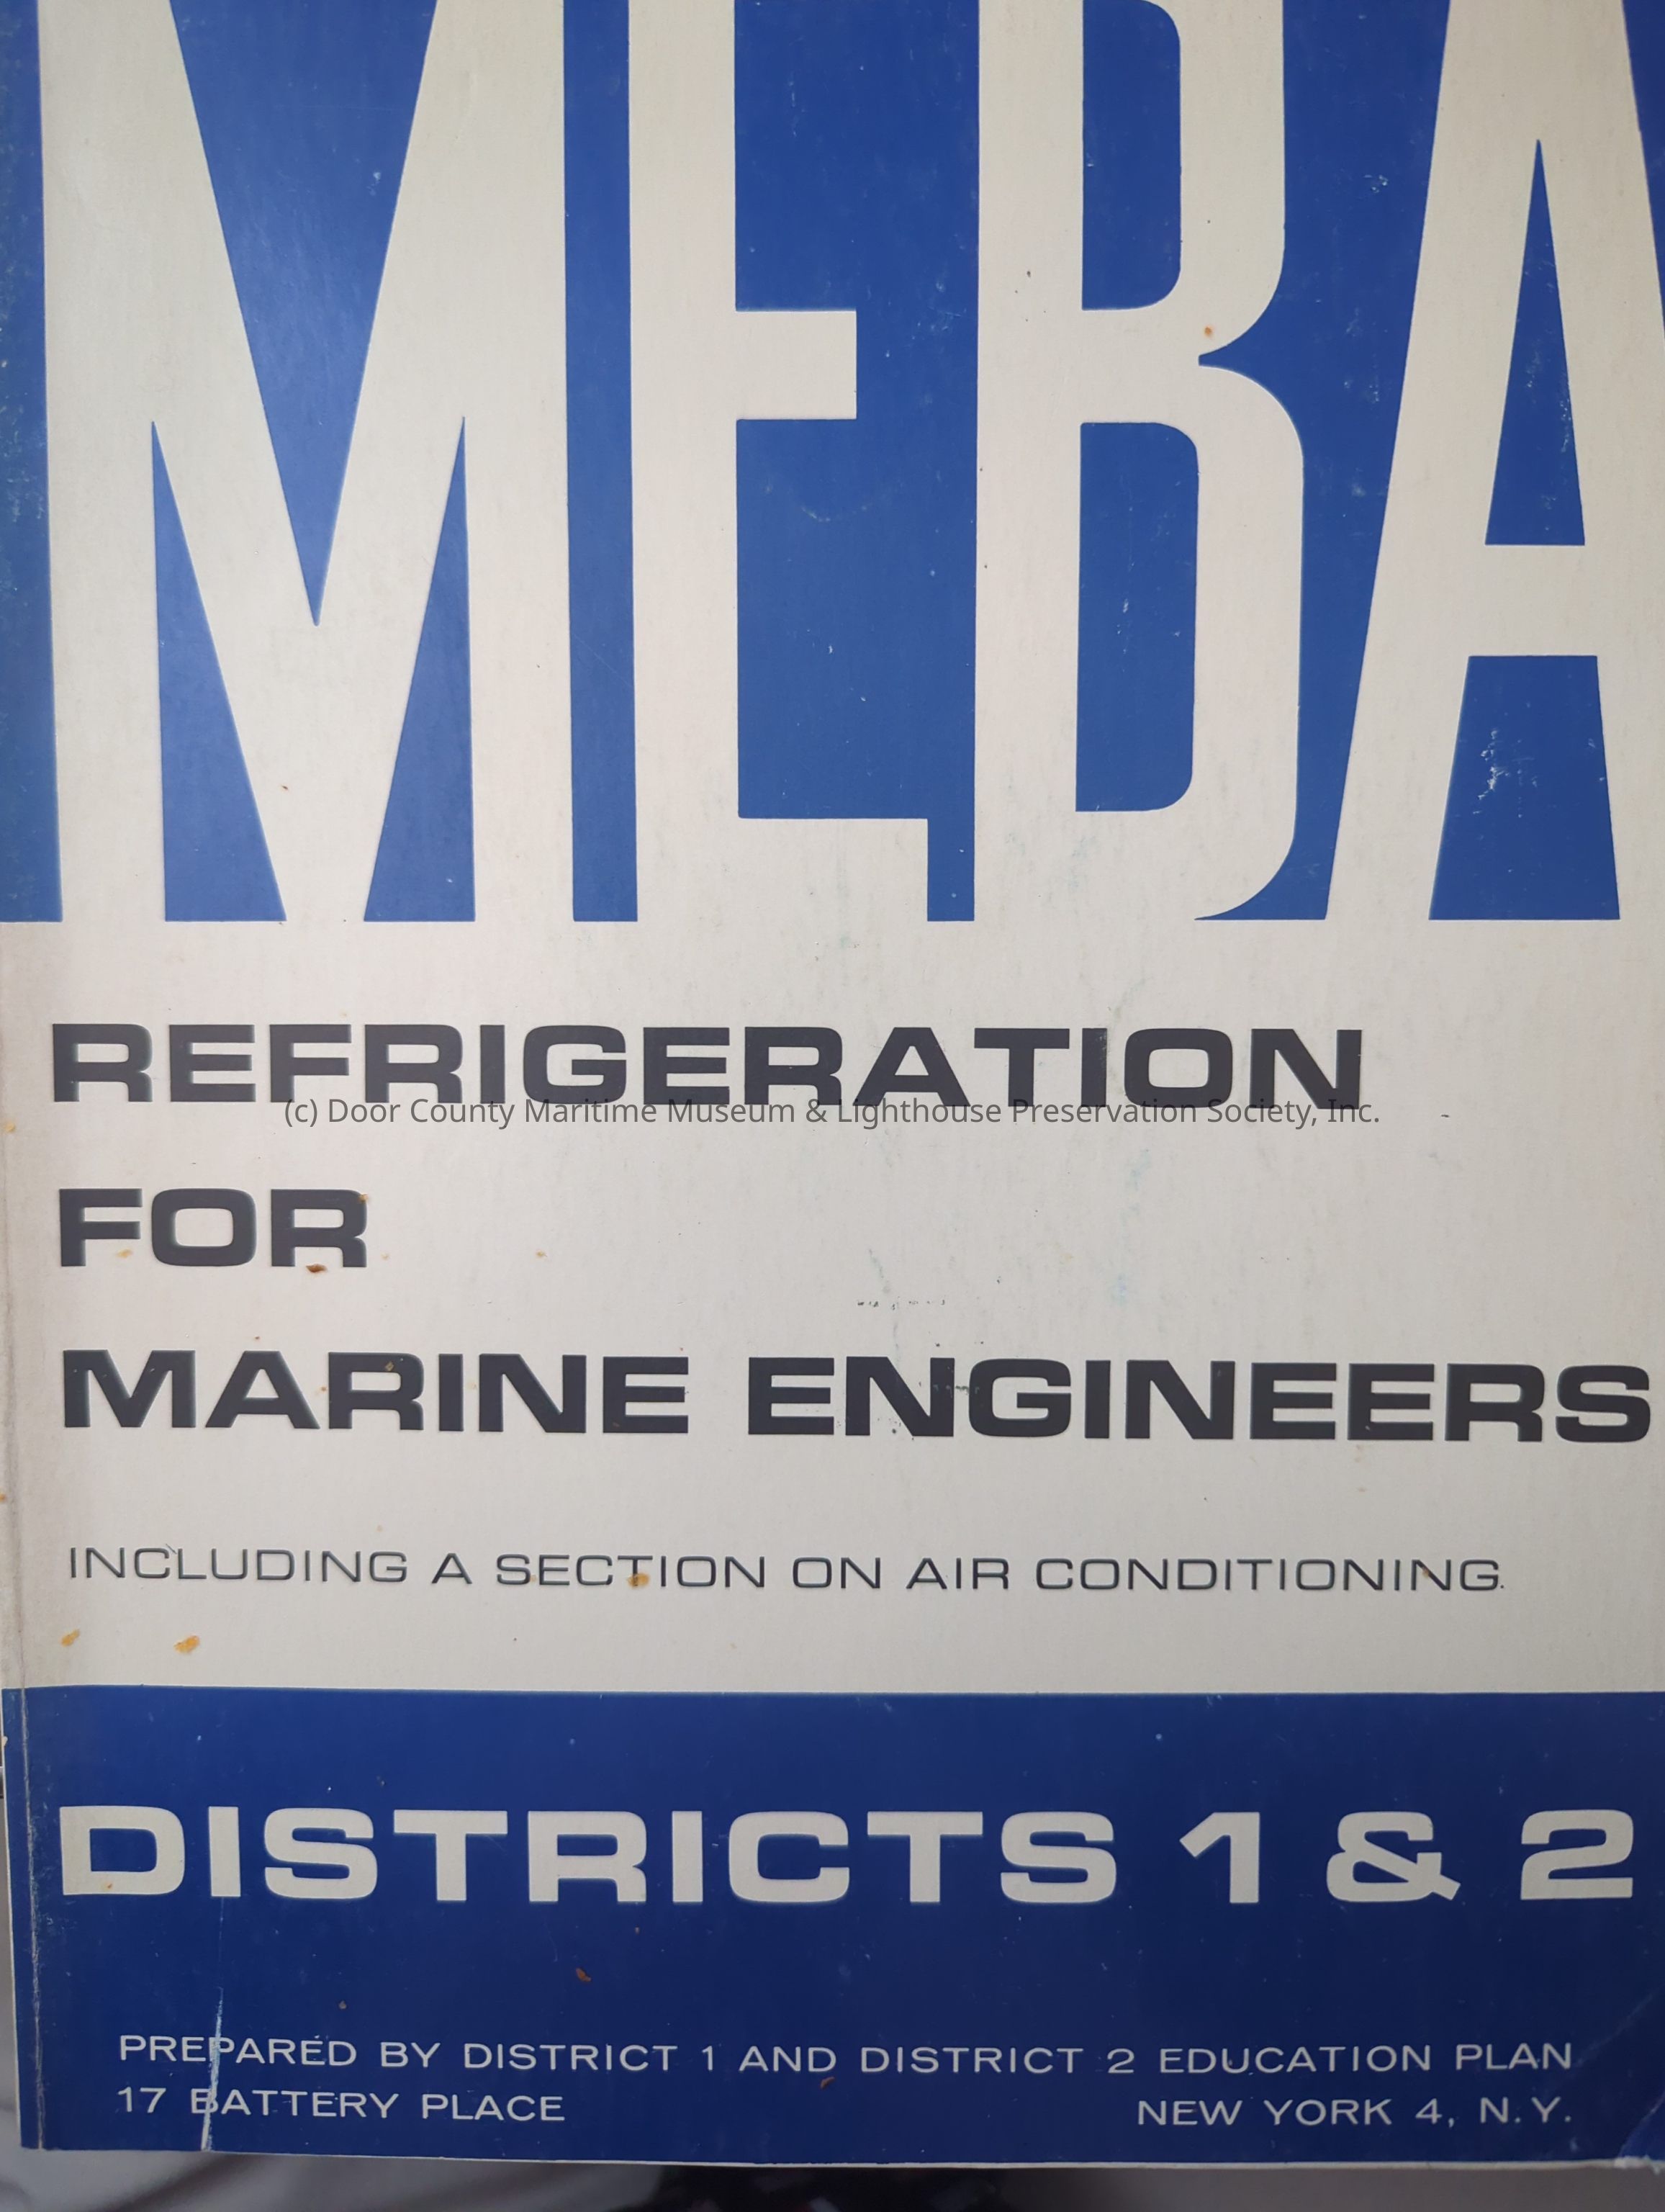 MEBA
REFRIGERATION
(c) Door County Maritime Museum & Lighthouse Preservation Society, Inc.
FOR
MARINE ENGINEERS
INCLUDING A SECTION ON AIR CONDITIONING.
DISTRICTS 1 & 2
PREPARED BY DISTRICT 1 AND DISTRICT 2 EDUCATION PLAN
17 BATTERY PLACE NEW YORK 4, N.Y.